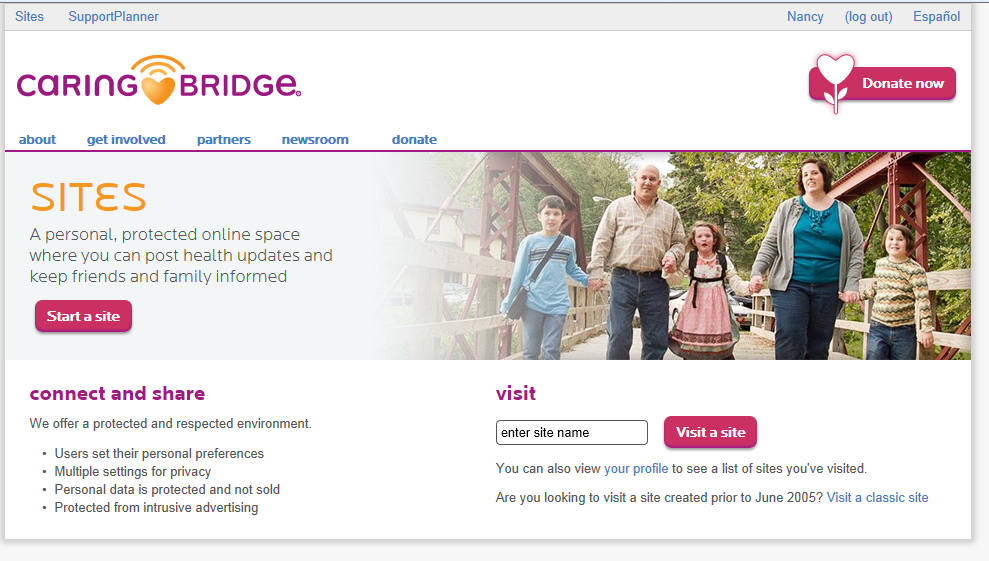 Sites SupportPlanner Nancy (log out) Español
CARING BRIDGE
Donate now
about get involved partners newsroom donate
SITES
A personal, protected online space
where you can post health updates and
keep friends and family informed
Start a site
connect and share
We offer a protected and respected environment.
• Users set their personal preferences
• Multiple settings for privacy
• Personal data is protected and not sold
• Protected from intrusive advertising
visit
enter site name Visit a site
You can also view your profile to see a list of sites you've visited.
Are you looking to visit a site created prior to June 2005? Visit a classic site